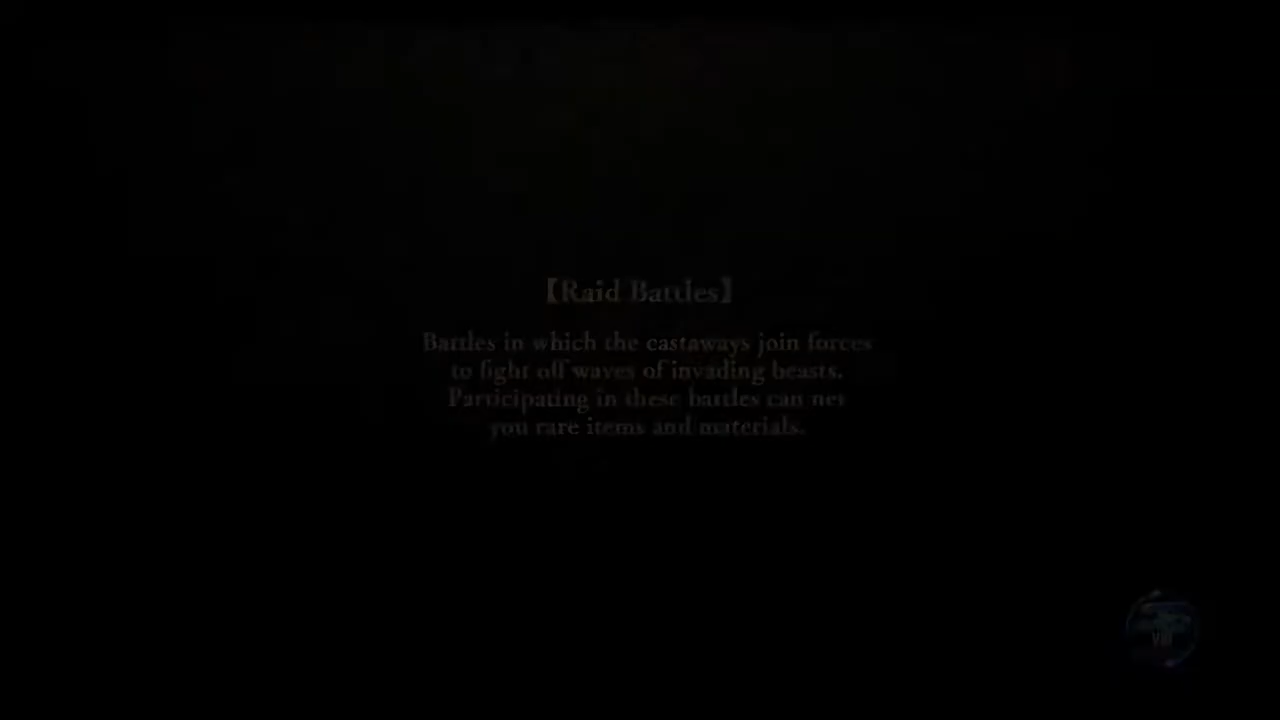 【Raid Battles】
Battles in which the castaways join forces
to fight off waves of invading beasts.
Participating in these battles can net
you rare items and materials.
VIII